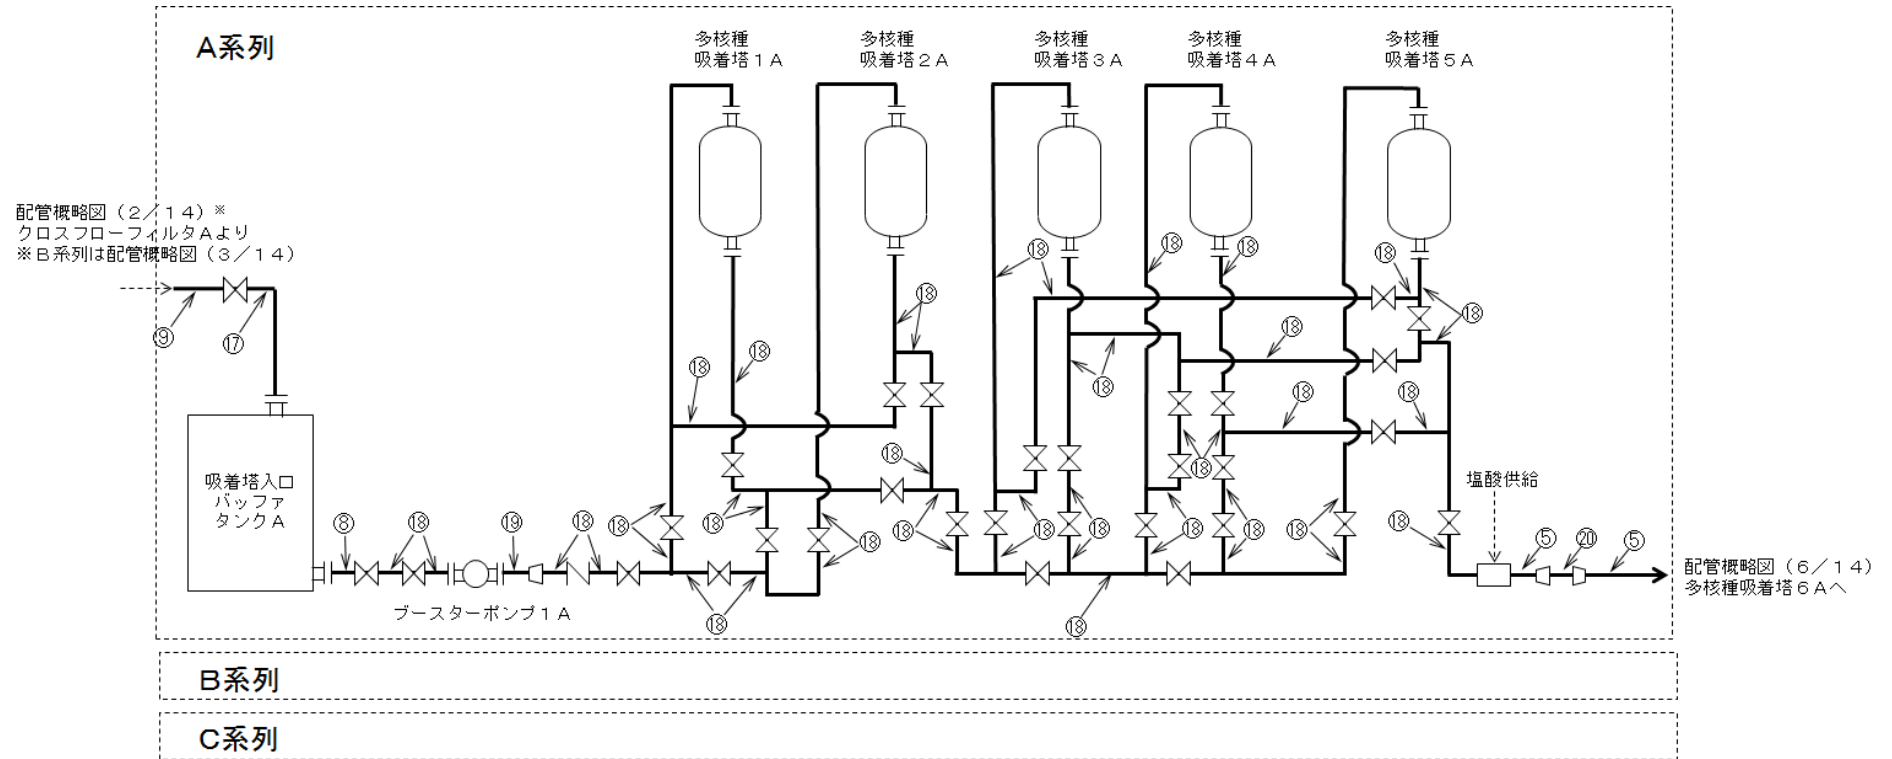 A系列
多核種
吸着塔1A
多核種
吸着塔2A
多核種
吸着塔3A
多核種
吸着塔4A
多核種
吸着塔5A
配管概略図(2/14)※
クロスフローフィルタAより
※B系列は配管概略図(3/14)
⑱ ⑱ ⑱ ⑱
⑱ ⑱
⑨ ⑰ ⑱ ⑱
⑱ ⑱ ⑱ ⑱ ⑱
⑱ ⑱
吸着塔入口
バッファ
タンクA
塩酸供給
⑧ ⑱ ⑲ ⑱ ⑱ ⑱ ⑱ ⑱ ⑱ ⑱ ⑱ ⑱ ⑱ ⑱ ⑤ ⑳ ⑤
ブースターポンプ1A
⑱ ⑱
配管概略図(6/14)
多核種吸着塔6Aへ
B系列
C系列